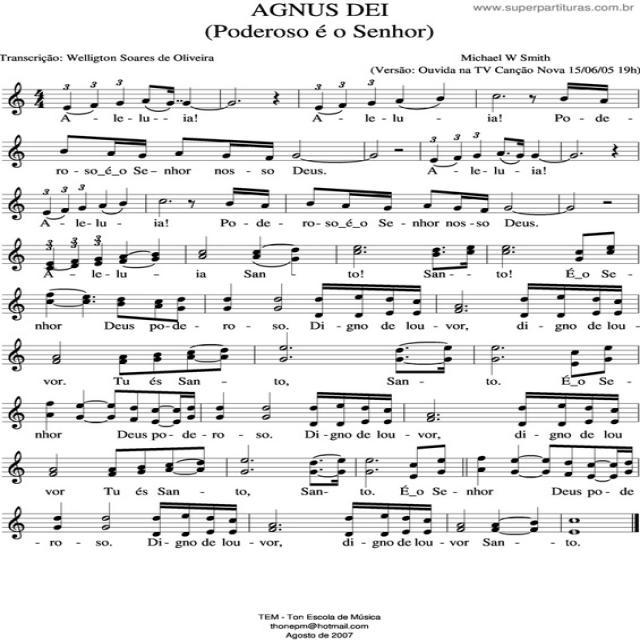 AGNUS DEI
www.superpartituras.com.br
(Poderoso é o Senhor)
Transcrição: Welligton Soares de Oliveira
Michael W Smith
(Versão: Ouvida na TV Canção Nova 15/06/05 19h)
A - le - lu - - ia! A - le - lu - ia! Po - de -
ro - so_é_o Se - nhor nos - so Deus. A - le - lu - ia!
A - le - lu - ia! Po - de - ro - so_é_o Se - nhor nos - so Deus.
A - le - lu - ia San - - to! San - - to! É_o Se -
nhor Deus po - de - ro - so. Di - gno de lou - vor, di - gno de lou -
vor. Tu és San - - to, San - - to. É_o Se -
nhor Deus po - de - ro - so. Di - gno de lou - vor, di - gno de lou
vor Tu és San - - to, San - to. É_o Se - nhor Deus po - de
- ro - so. Di - gno de lou - vor, di - gno de lou - vor San - - to.
TEM - Ton Escola de Música
thonepm@hotmail.com
Agosto de 2007